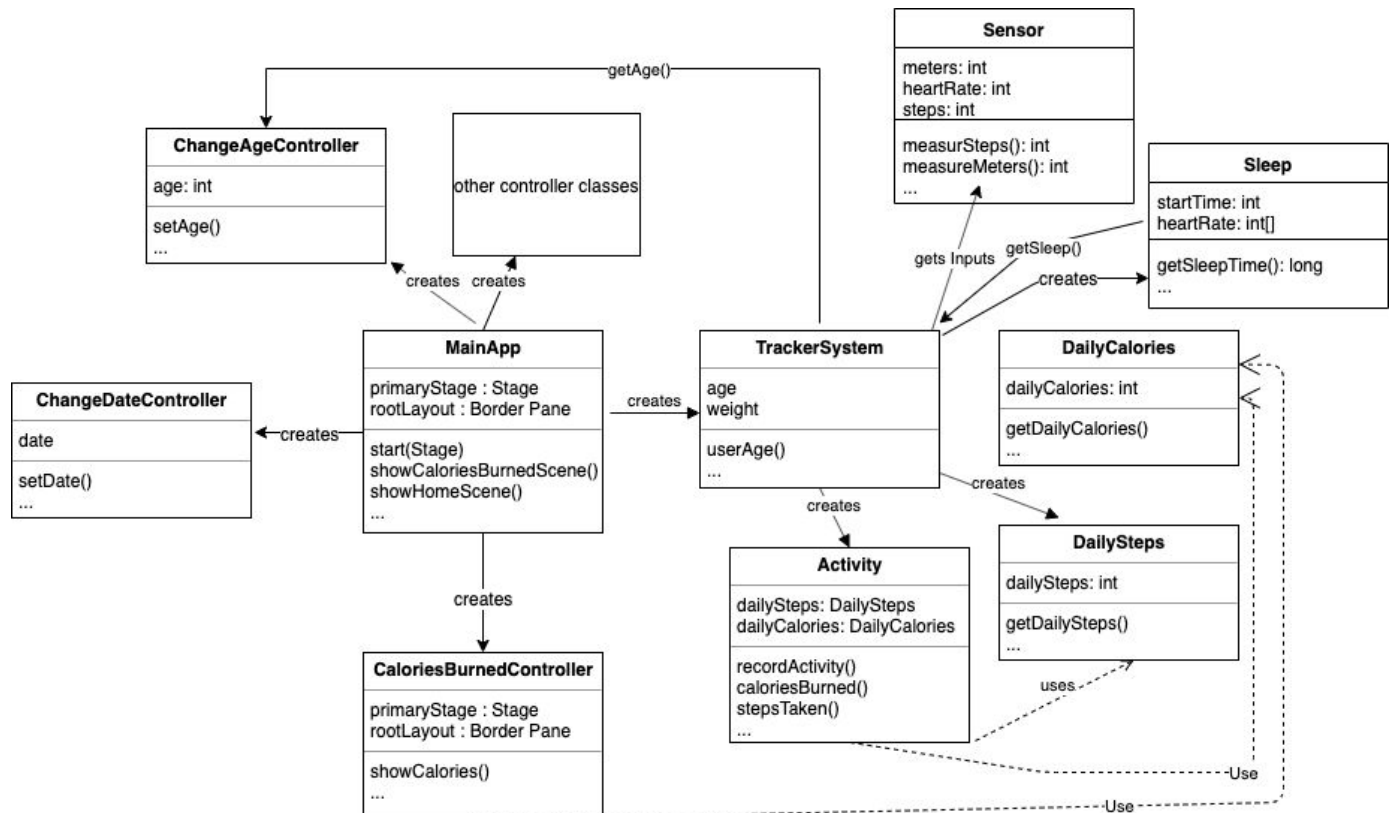 Sensor
meters: int
heartRate: int
steps: int
measurSteps(): int
measureMeters(): int
...
getAge()
ChangeAgeController
age: int
setAge()
...
other controller classes
Sleep
startTime: int
heartRate: int[]
getSleepTime(): long
...
gets Inputs
getSleep()
creates
creates
creates
MainApp
primaryStage : Stage
rootLayout : Border Pane
start(Stage)
showCaloriesBurnedScene()
showHomeScene()
...
creates
TrackerSystem
age
weight
userAge()
...
DailyCalories
dailyCalories: int
getDailyCalories()
...
ChangeDateController
date
setDate()
...
creates
creates
creates
creates
Activity
dailySteps: DailySteps
dailyCalories: DailyCalories
recordActivity()
caloriesBurned()
stepsTaken()
...
DailySteps
dailySteps: int
getDailySteps()
...
uses
CaloriesBurnedController
primaryStage : Stage
rootLayout : Border Pane
showCalories()
...
Use
Use